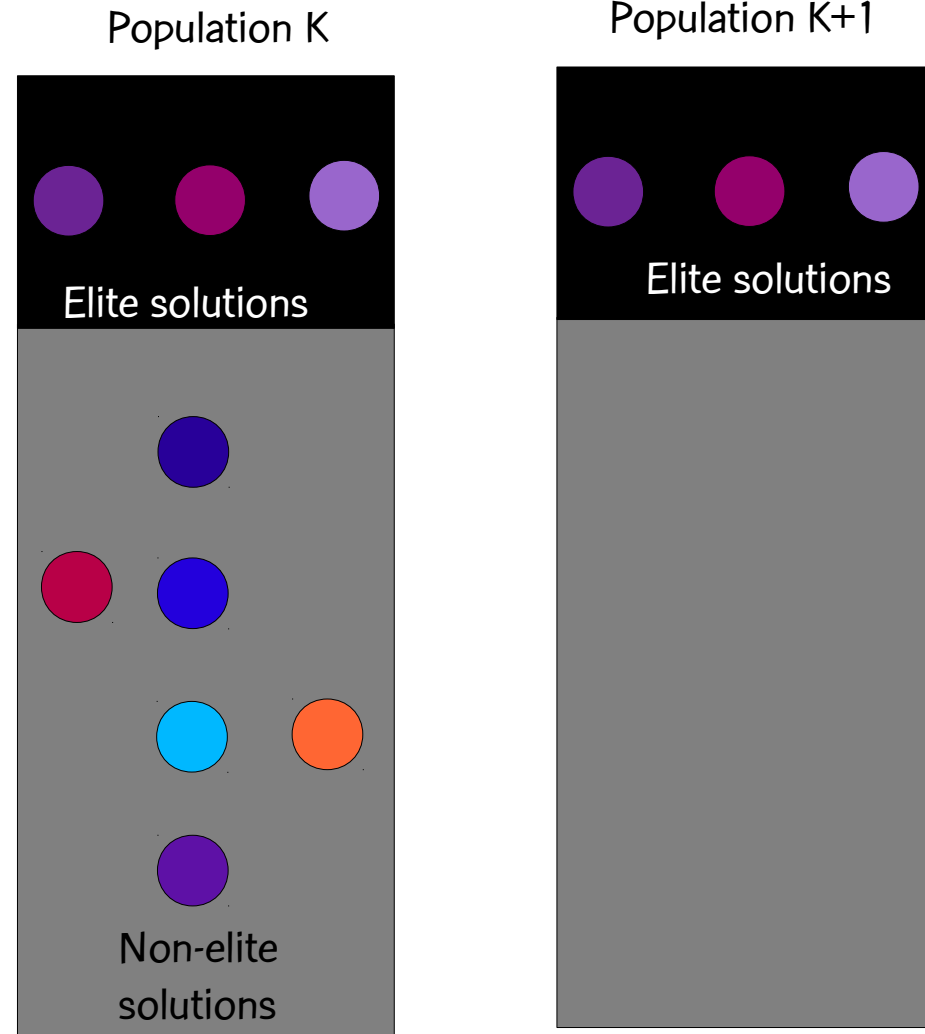 Population K
Population K+1
Elite solutions
Elite solutions
Non-elite
solutions